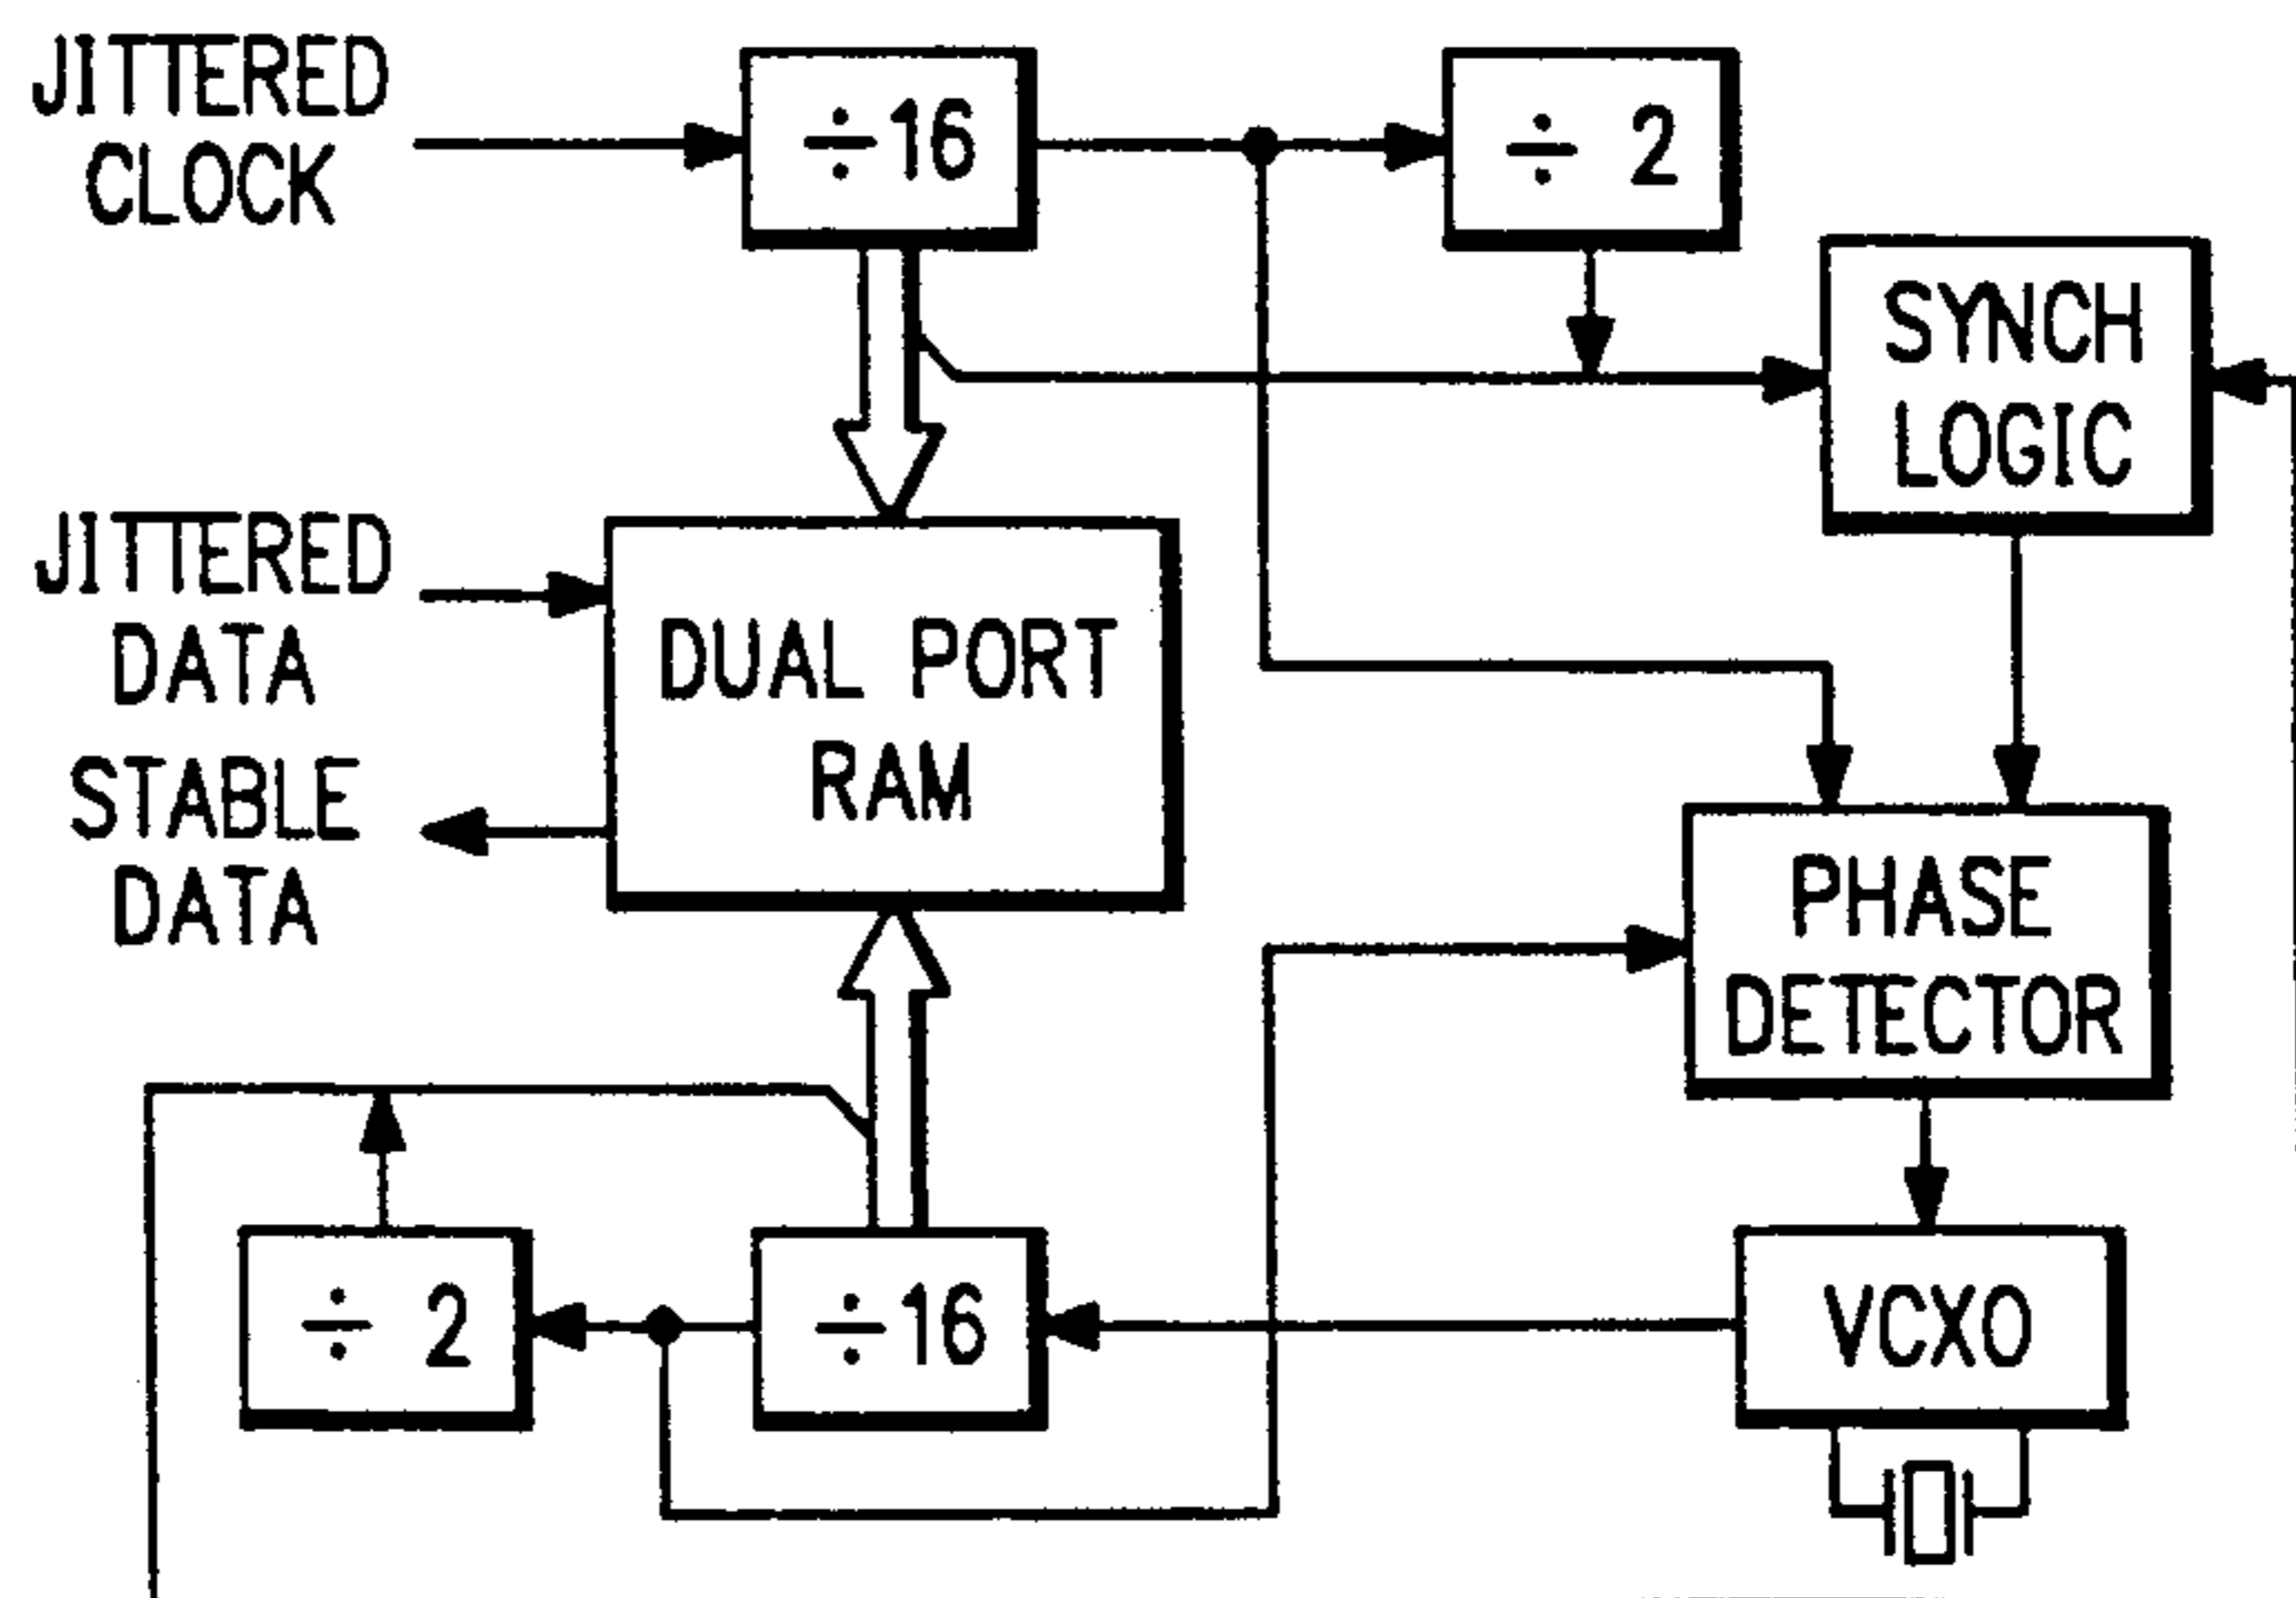 JITTERED
CLOCK
÷16
÷ 2
SYNCH
LOGIC
JITTERED
DATA
DUAL PORT
RAM
STABLE
DATA
PHASE
DETECTOR
÷ 2
÷16
VCXO